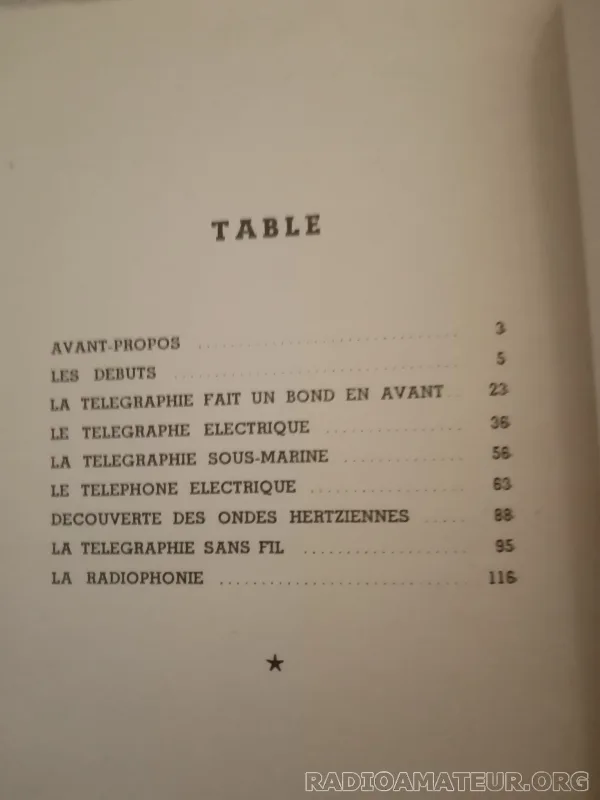 TABLE
AVANT-PROPOS .......... 3
LES DEBUTS .......... 5
LA TELEGRAPHIE FAIT UN BOND EN AVANT .. 23
LE TELEGRAPHE ELECTRIQUE .......... 36
LA TELEGRAPHIE SOUS-MARINE .......... 56
LE TELEPHONE ELECTRIQUE .......... 63
DECOUVERTE DES ONDES HERTZIENNES ..... 88
LA TELEGRAPHIE SANS FIL .......... 95
LA RADIOPHONIE .......... 116
RADIOAMATEUR.ORG